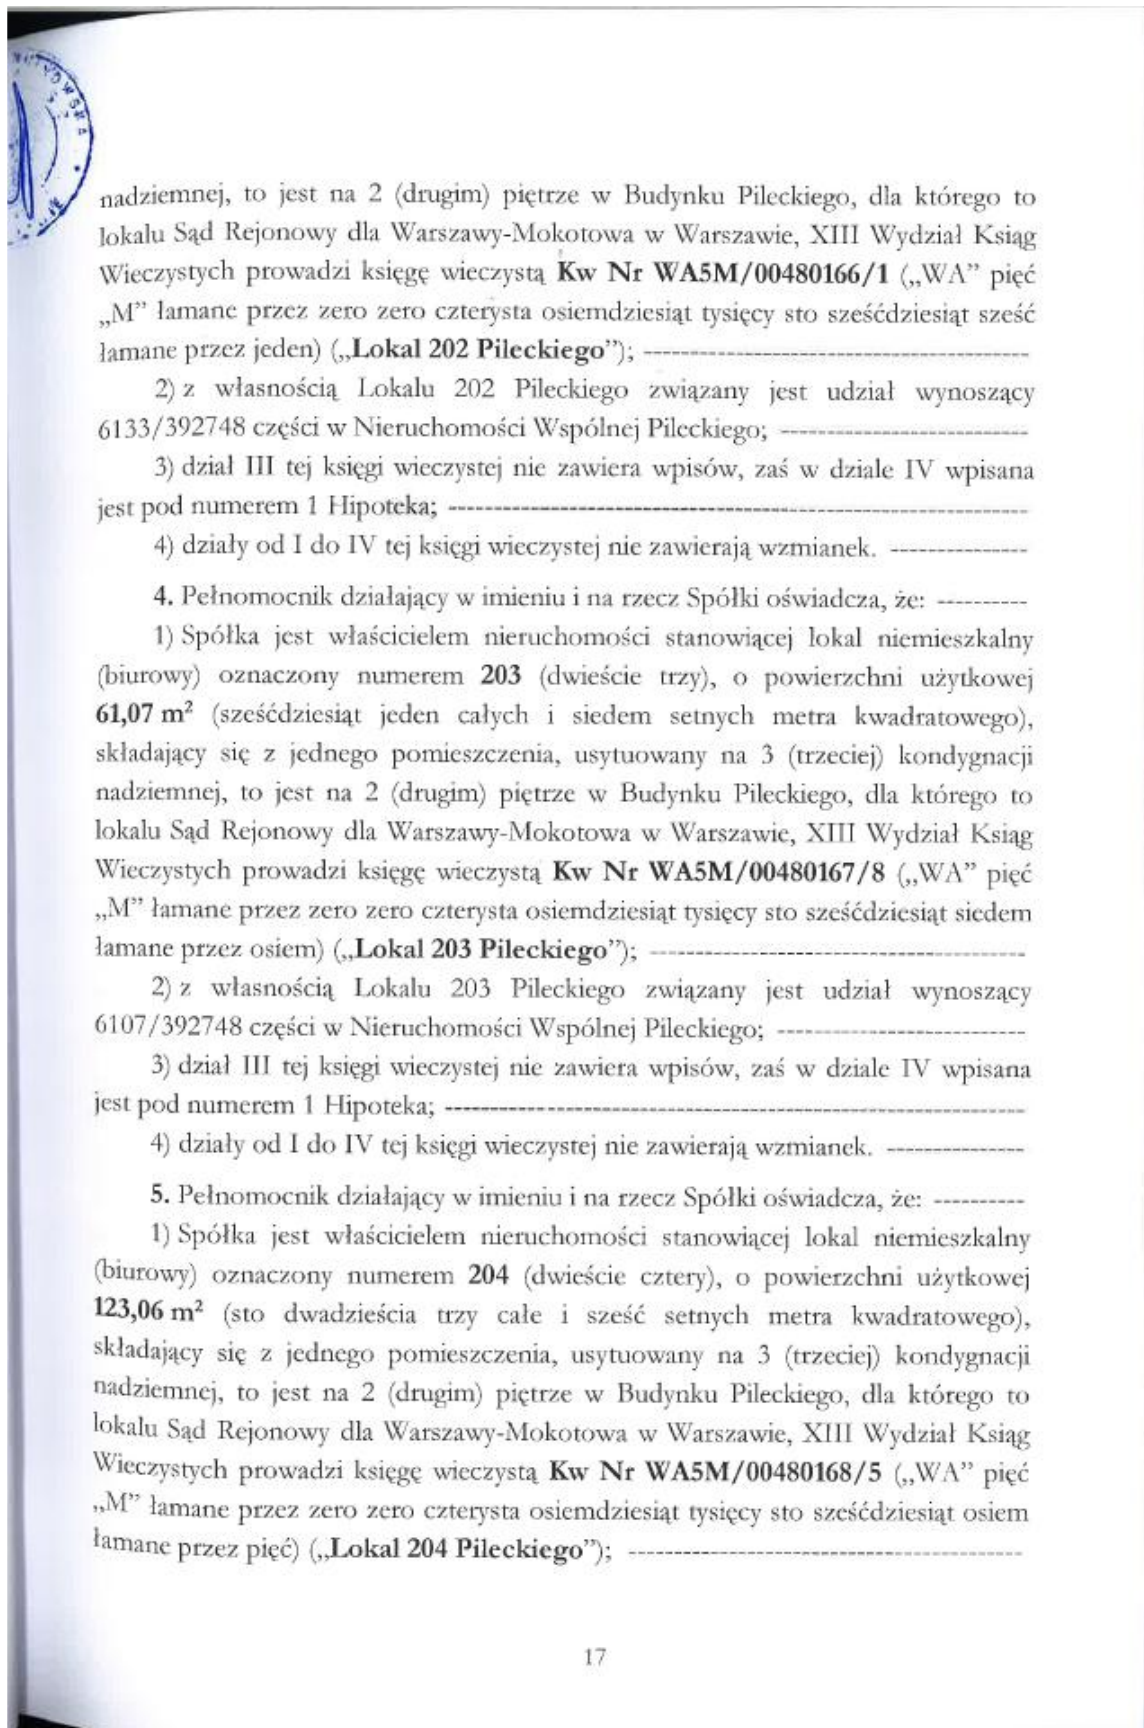 nadziemnej, to jest na 2 (drugim) piętrze w Budynku Pileckiego, dla którego to
lokalu Sąd Rejonowy dla Warszawy-Mokotowa w Warszawie, XIII Wydział Ksiąg
Wieczystych prowadzi księgę wieczystą Kw Nr WA5M/00480166/1 („WA” pięć
„M” łamane przez zero zero czterysta osiemdziesiąt tysięcy sto sześćdziesiąt sześć
łamane przez jeden) („Lokal 202 Pileckiego”); ------------------------------------------
2) z własnością Lokalu 202 Pileckiego związany jest udział wynoszący
6133/392748 części w Nieruchomości Wspólnej Pileckiego; ---------------------------
3) dział III tej księgi wieczystej nie zawiera wpisów, zaś w dziale IV wpisana
jest pod numerem 1 Hipoteka; ----------------------------------------------------------------
4) działy od I do IV tej księgi wieczystej nie zawierają wzmianek. ---------------
4. Pełnomocnik działający w imieniu i na rzecz Spółki oświadcza, że: ----------
1) Spółka jest właścicielem nieruchomości stanowiącej lokal niemieszkalny
(biurowy) oznaczony numerem 203 (dwieście trzy), o powierzchni użytkowej
61,07 m² (sześćdziesiąt jeden całych i siedem setnych metra kwadratowego),
składający się z jednego pomieszczenia, usytuowany na 3 (trzeciej) kondygnacji
nadziemnej, to jest na 2 (drugim) piętrze w Budynku Pileckiego, dla którego to
lokalu Sąd Rejonowy dla Warszawy-Mokotowa w Warszawie, XIII Wydział Ksiąg
Wieczystych prowadzi księgę wieczystą Kw Nr WA5M/00480167/8 („WA” pięć
„M” łamane przez zero zero czterysta osiemdziesiąt tysięcy sto sześćdziesiąt siedem
łamane przez osiem) („Lokal 203 Pileckiego”); -----------------------------------------
2) z własnością Lokalu 203 Pileckiego związany jest udział wynoszący
6107/392748 części w Nieruchomości Wspólnej Pileckiego; ---------------------------
3) dział III tej księgi wieczystej nie zawiera wpisów, zaś w dziale IV wpisana
jest pod numerem 1 Hipoteka; ----------------------------------------------------------------
4) działy od I do IV tej księgi wieczystej nie zawierają wzmianek. ---------------
5. Pełnomocnik działający w imieniu i na rzecz Spółki oświadcza, że: ----------
1) Spółka jest właścicielem nieruchomości stanowiącej lokal niemieszkalny
(biurowy) oznaczony numerem 204 (dwieście cztery), o powierzchni użytkowej
123,06 m² (sto dwadzieścia trzy całe i sześć setnych metra kwadratowego),
składający się z jednego pomieszczenia, usytuowany na 3 (trzeciej) kondygnacji
nadziemnej, to jest na 2 (drugim) piętrze w Budynku Pileckiego, dla którego to
lokalu Sąd Rejonowy dla Warszawy-Mokotowa w Warszawie, XIII Wydział Ksiąg
Wieczystych prowadzi księgę wieczystą Kw Nr WA5M/00480168/5 („WA” pięć
„M” łamane przez zero zero czterysta osiemdziesiąt tysięcy sto sześćdziesiąt osiem
łamane przez pięć) („Lokal 204 Pileckiego”); -------------------------------------------
17